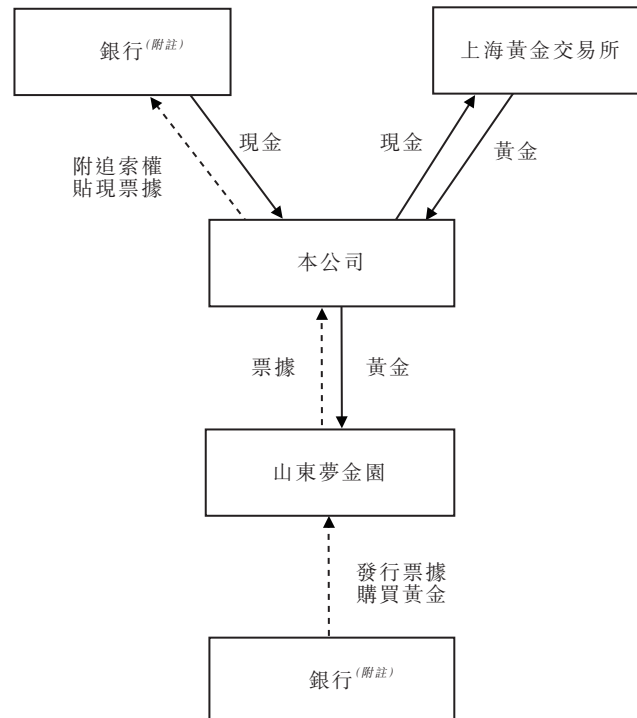 銀行(附註)
上海黃金交易所
現金
現金
黃金
附追索權
貼現票據
本公司
票據
黃金
山東夢金園
發行票據
購買黃金
銀行(附註)